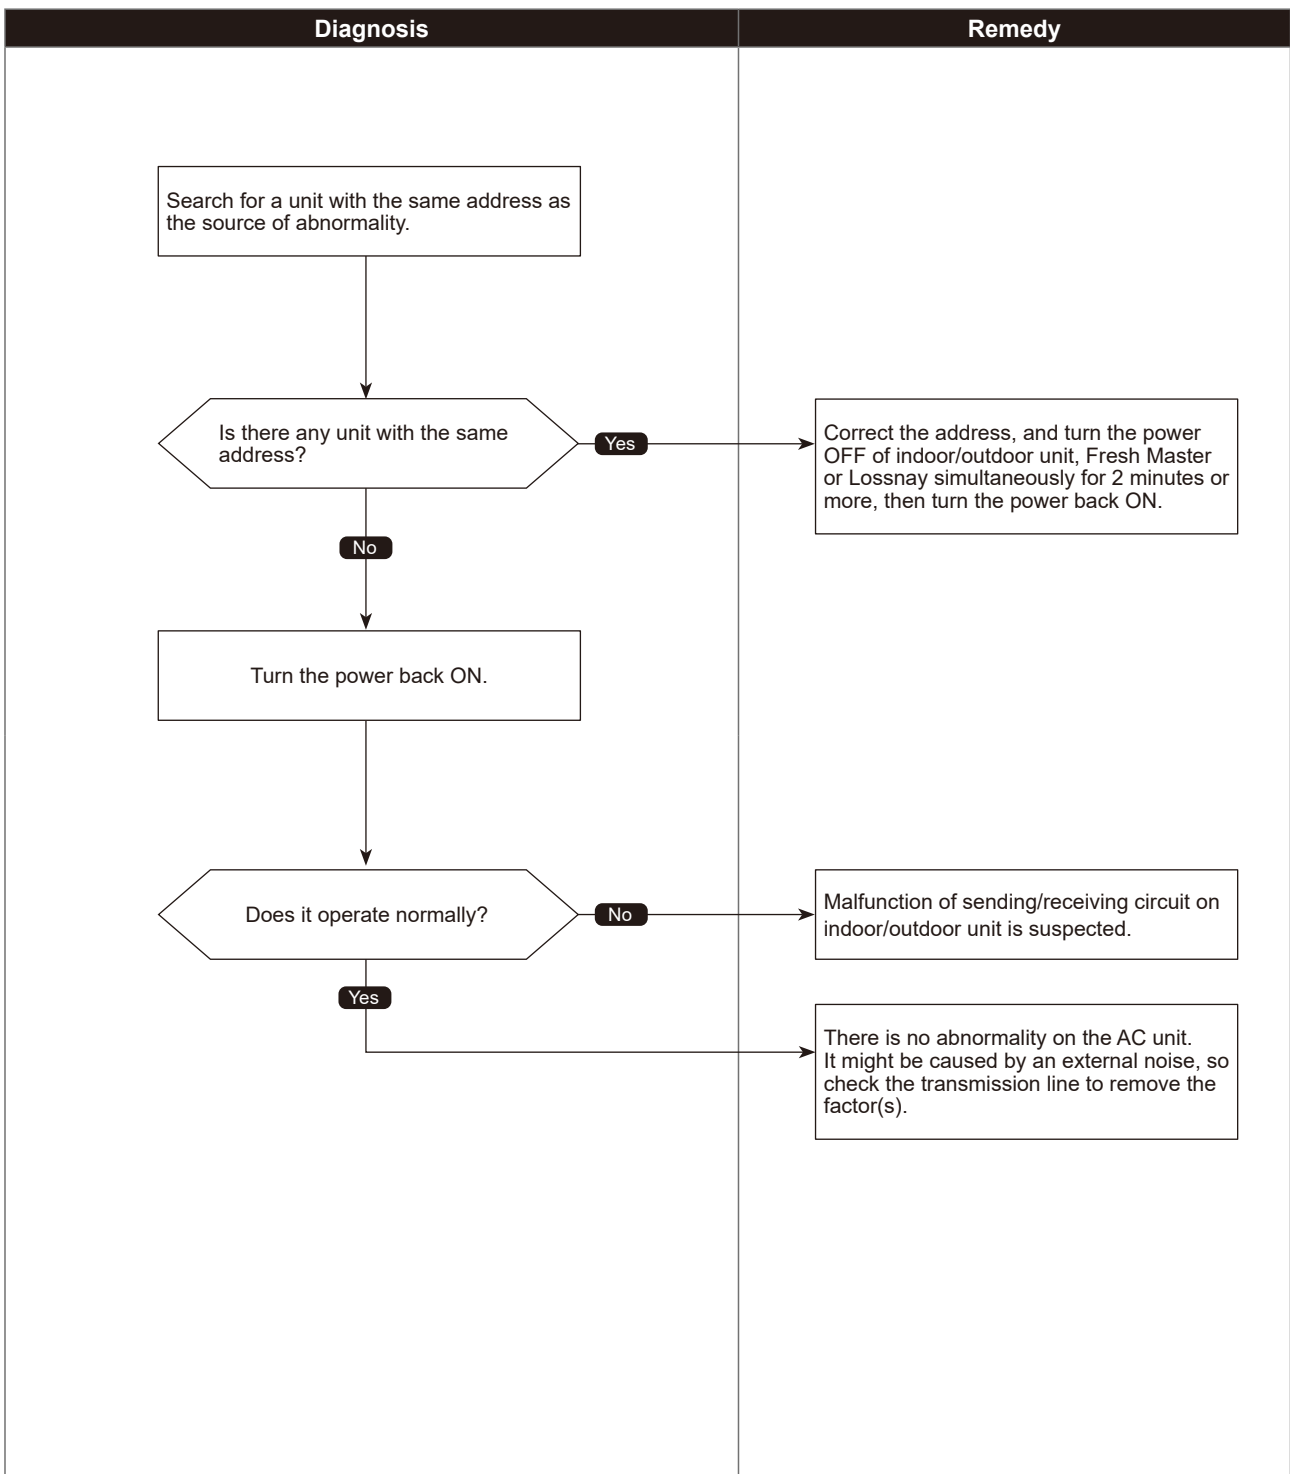 Diagnosis
Remedy
Search for a unit with the same address as
the source of abnormality.
Is there any unit with the same
address?
Yes
Correct the address, and turn the power
OFF of indoor/outdoor unit, Fresh Master
or Lossnay simultaneously for 2 minutes or
more, then turn the power back ON.
No
Turn the power back ON.
Does it operate normally?
No
Malfunction of sending/receiving circuit on
indoor/outdoor unit is suspected.
Yes
There is no abnormality on the AC unit.
It might be caused by an external noise, so
check the transmission line to remove the
factor(s).